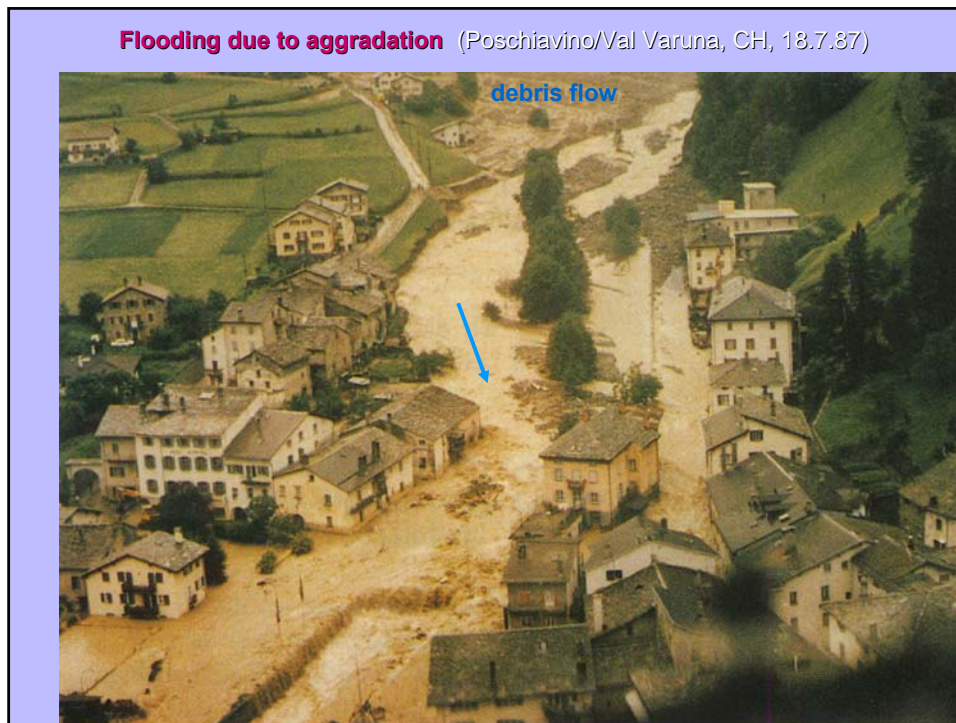 Flooding due to aggradation (Poschiavino/Val Varuna, CH, 18.7.87)
debris flow